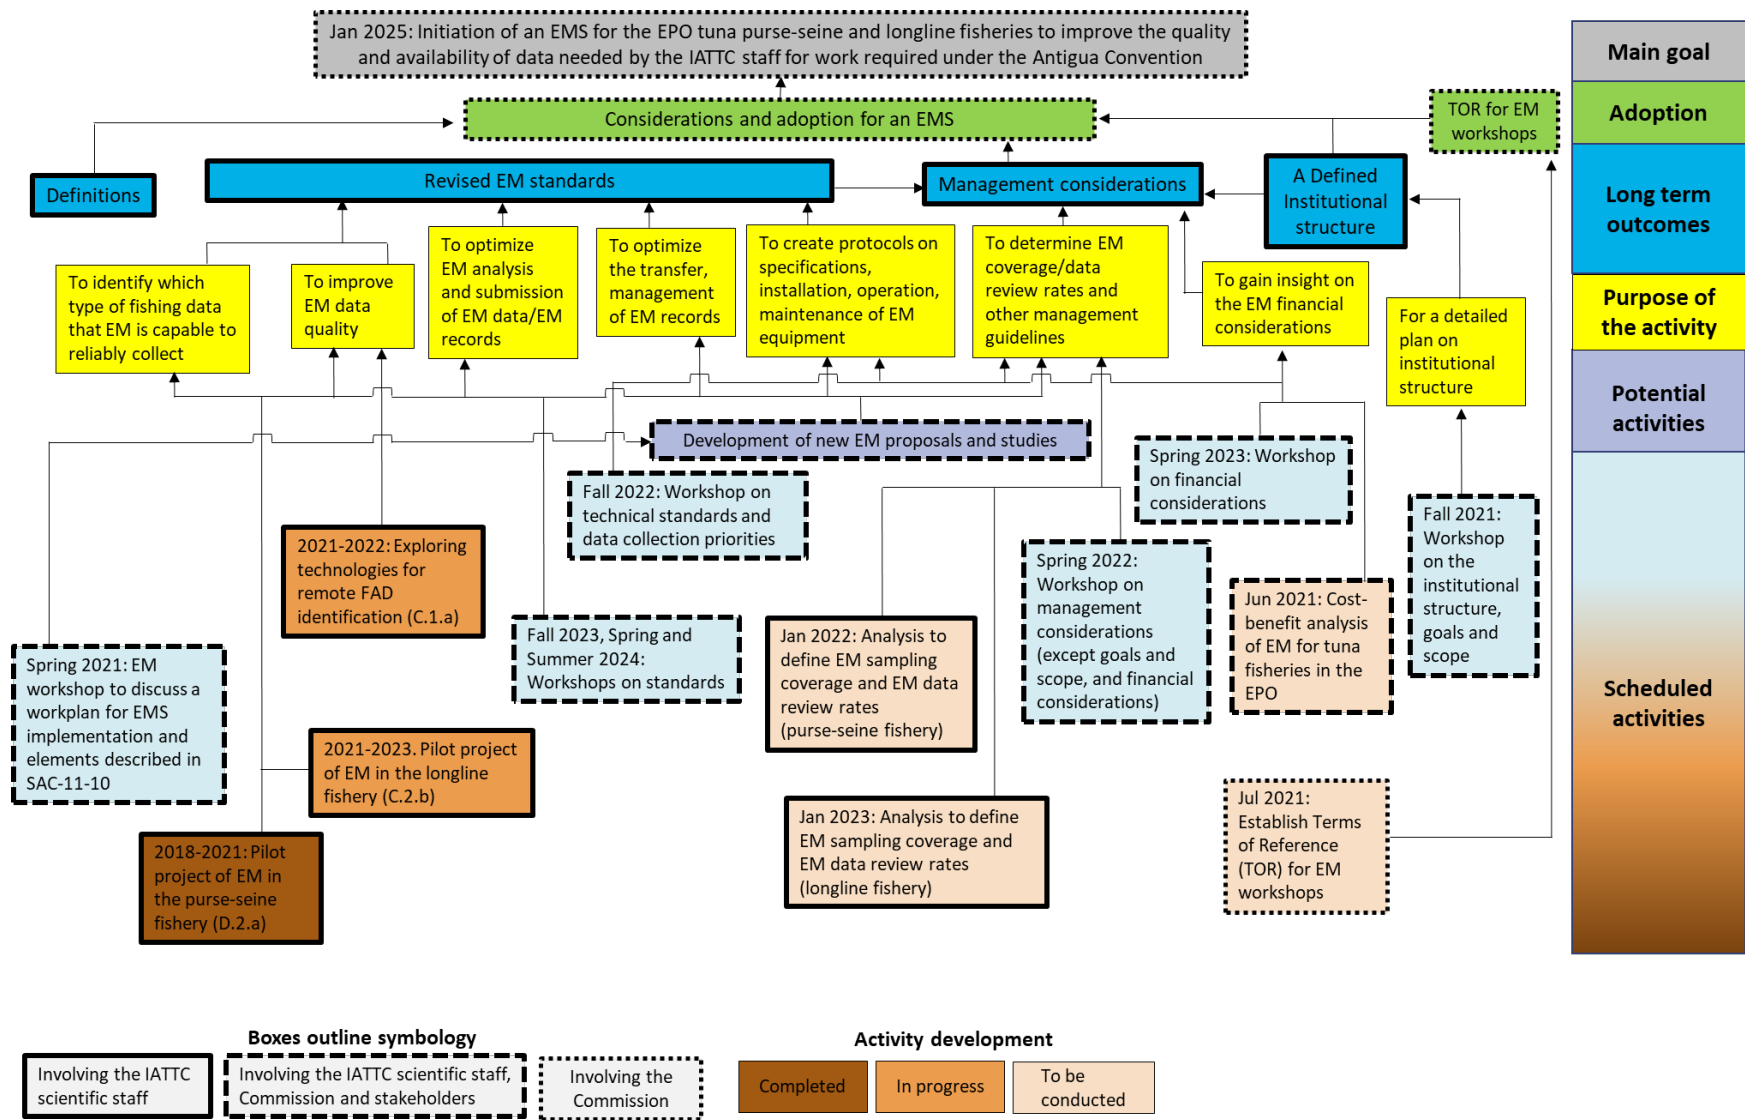 Jan 2025: Initiation of an EMS for the EPO tuna purse-seine and longline fisheries to improve the quality
and availability of data needed by the IATTC staff for work required under the Antigua Convention
Main goal
Considerations and adoption for an EMS
TOR for EM
workshops
Adoption
Definitions
Revised EM standards
Management considerations
A Defined
Institutional
structure
Long term
outcomes
To identify which
type of fishing data
that EM is capable to
reliably collect
To improve
EM data
quality
To optimize
EM analysis
and submission
of EM data/EM
records
To optimize
the transfer,
management
of EM records
To create protocols on
specifications,
installation, operation,
maintenance of EM
equipment
To determine EM
coverage/data
review rates and
other management
guidelines
To gain insight on
the EM financial
considerations
For a detailed
plan on
institutional
structure
Purpose of
the activity
Development of new EM proposals and studies
Potential
activities
Spring 2023: Workshop
on financial
considerations
Fall 2022: Workshop on
technical standards and
data collection priorities
Fall 2021:
Workshop
on the
institutional
structure,
goals and
scope
2021-2022: Exploring
technologies for
remote FAD
identification (C.1.a)
Spring 2022:
Workshop on
management
considerations
(except goals and
scope, and financial
considerations)
Jun 2021: Cost-
benefit analysis
of EM for tuna
fisheries in the
EPO
Spring 2021: EM
workshop to discuss a
workplan for EMS
implementation and
elements described in
SAC-11-10
Fall 2023, Spring and
Summer 2024:
Workshops on standards
Jan 2022: Analysis to
define EM sampling
coverage and EM data
review rates
(purse-seine fishery)
Scheduled
activities
2021-2023. Pilot project
of EM in the longline
fishery (C.2.b)
2018-2021: Pilot
project of EM in
the purse-seine
fishery (D.2.a)
Jan 2023: Analysis to define
EM sampling coverage and
EM data review rates
(longline fishery)
Jul 2021:
Establish Terms
of Reference
(TOR) for EM
workshops
Boxes outline symbology
Involving the IATTC
scientific staff
Involving the IATTC scientific staff,
Commission and stakeholders
Involving the
Commission
Activity development
Completed
In progress
To be
conducted